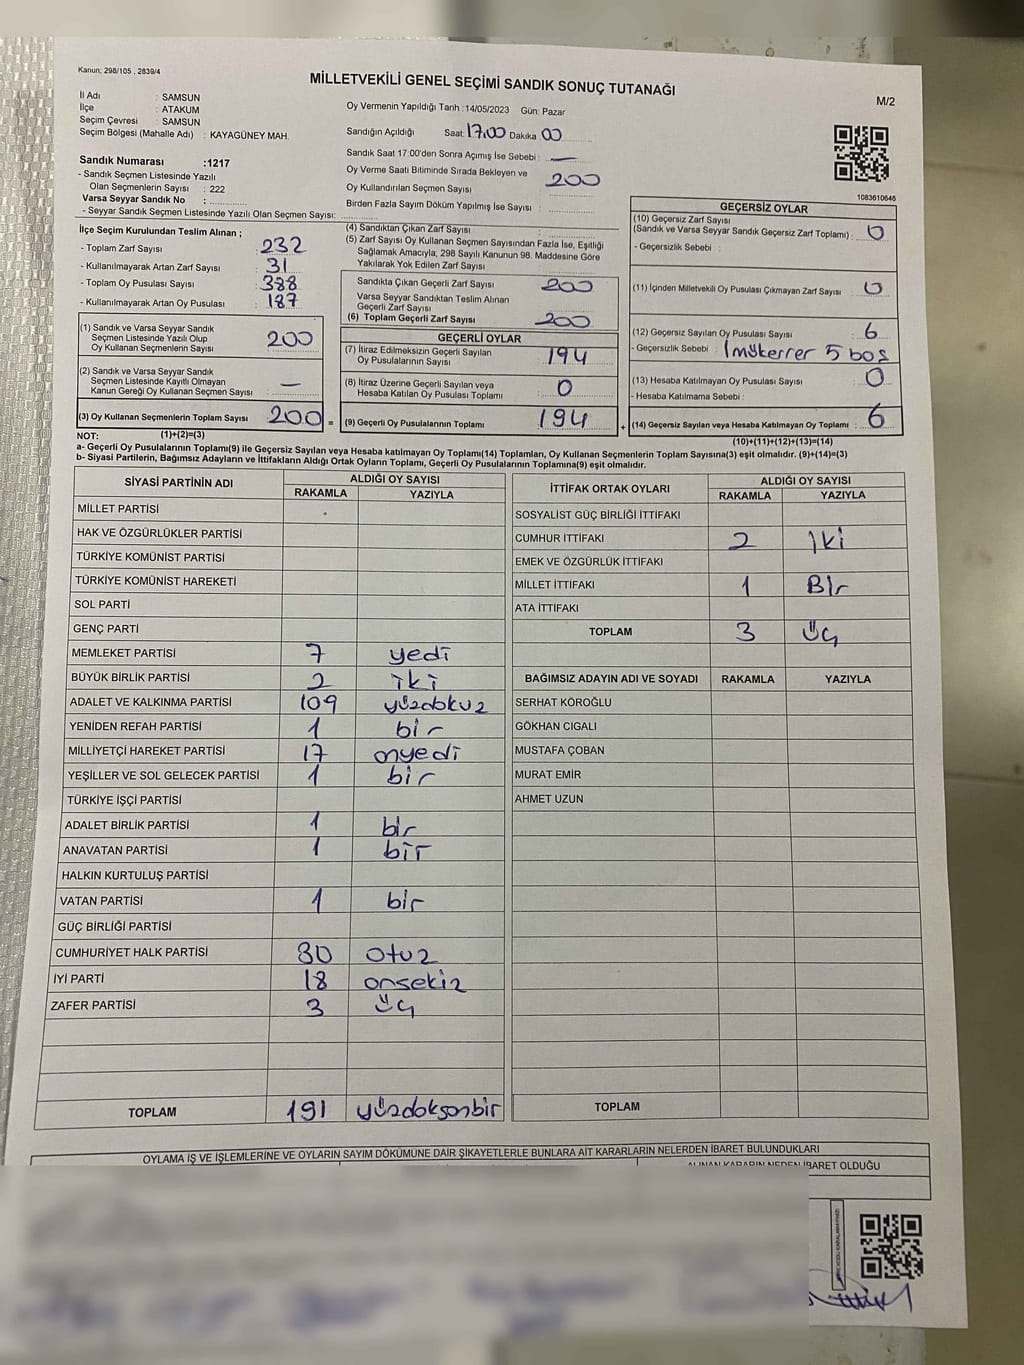 Kanun; 298/105 , 2839/4
MİLLETVEKİLİ GENEL SEÇİMİ SANDIK SONUÇ TUTANAĞI
M/2
İl Adı : SAMSUN
İlçe : ATAKUM
Seçim Çevresi : SAMSUN
Seçim Bölgesi (Mahalle Adı) : KAYAGÜNEY MAH.
Sandık Numarası :1217
- Sandık Seçmen Listesinde Yazılı
Olan Seçmenlerin Sayısı : 222
Varsa Seyyar Sandık No :
- Seyyar Sandık Seçmen Listesinde Yazılı Olan Seçmen Sayısı:
Oy Vermenin Yapıldığı Tarih :14/05/2023 Gün: Pazar
Sandığın Açıldığı Saat: 17.00 Dakika 00
Sandık Saat 17:00'den Sonra Açımış İse Sebebi : —
Oy Verme Saati Bitiminde Sırada Bekleyen ve
Oy Kullandırılan Seçmen Sayısı 200
Birden Fazla Sayım Döküm Yapılmış İse Sayısı :
1083610646
İlçe Seçim Kurulundan Teslim Alınan ;
- Toplam Zarf Sayısı : 232
- Kullanılmayarak Artan Zarf Sayısı : 31
- Toplam Oy Pusulası Sayısı : 388
- Kullanılmayarak Artan Oy Pusulası : 187
(1) Sandık ve Varsa Seyyar Sandık
Seçmen Listesinde Yazılı Olup
Oy Kullanan Seçmenlerin Sayısı : 200
(2) Sandık ve Varsa Seyyar Sandık
Seçmen Listesinde Kayıtlı Olmayan
Kanun Gereği Oy Kullanan Seçmen Sayısı : —
(3) Oy Kullanan Seçmenlerin Toplam Sayısı : 200 =
(4) Sandıktan Çıkan Zarf Sayısı :
(5) Zarf Sayısı Oy Kullanan Seçmen Sayısından Fazla İse, Eşitliği
Sağlamak Amacıyla, 298 Sayılı Kanunun 98. Maddesine Göre
Yakılarak Yok Edilen Zarf Sayısı :
Sandıkta Çıkan Geçerli Zarf Sayısı : 200
Varsa Seyyar Sandıktan Teslim Alınan
Geçerli Zarf Sayısı :
(6) Toplam Geçerli Zarf Sayısı : 200
GEÇERLİ OYLAR
(7) İtiraz Edilmeksizin Geçerli Sayılan
Oy Pusulalarının Sayısı : 194
(8) İtiraz Üzerine Geçerli Sayılan veya
Hesaba Katılan Oy Pusulası Toplamı : 0
(9) Geçerli Oy Pusulalarının Toplamı : 194 +
GEÇERSİZ OYLAR
(10) Geçersiz Zarf Sayısı
(Sandık ve Varsa Seyyar Sandık Geçersiz Zarf Toplamı) : 0
- Geçersizlik Sebebi :
(11) İçinden Milletvekili Oy Pusulası Çıkmayan Zarf Sayısı : 0
(12) Geçersiz Sayılan Oy Pusulası Sayısı : 6
- Geçersizlik Sebebi : 1 mükerrer 5 boş
(13) Hesaba Katılmayan Oy Pusulası Sayısı : 0
- Hesaba Katılmama Sebebi :
(14) Geçersiz Sayılan veya Hesaba Katılmayan Oy Toplamı : 6
NOT: (1)+(2)=(3)
(10)+(11)+(12)+(13)=(14)
a- Geçerli Oy Pusulalarının Toplamı(9) ile Geçersiz Sayılan veya Hesaba Katılmayan Oy Toplamı(14) Toplamları, Oy Kullanan Seçmenlerin Toplam Sayısına(3) eşit olmalıdır. (9)+(14)=(3)
b- Siyasi Partilerin, Bağımsız Adayların ve İttifakların Aldığı Ortak Oyların Toplamı, Geçerli Oy Pusulalarının Toplamına(9) eşit olmalıdır.
SİYASİ PARTİNİN ADI ALDIĞI OY SAYISI
RAKAMLA YAZIYLA
MİLLET PARTİSİ
HAK VE ÖZGÜRLÜKLER PARTİSİ
TÜRKİYE KOMÜNİST PARTİSİ
TÜRKİYE KOMÜNİST HAREKETİ
SOL PARTİ
GENÇ PARTİ
MEMLEKET PARTİSİ 7 yedi
BÜYÜK BİRLİK PARTİSİ 2 iki
ADALET VE KALKINMA PARTİSİ 109 yüzdokuz
YENİDEN REFAH PARTİSİ 1 bir
MİLLİYETÇİ HAREKET PARTİSİ 17 onyedi
YEŞİLLER VE SOL GELECEK PARTİSİ 1 bir
TÜRKİYE İŞÇİ PARTİSİ
ADALET BİRLİK PARTİSİ 1 bir
ANAVATAN PARTİSİ 1 bir
HALKIN KURTULUŞ PARTİSİ
VATAN PARTİSİ 1 bir
GÜÇ BİRLİĞİ PARTİSİ
CUMHURİYET HALK PARTİSİ 30 otuz
İYİ PARTİ 18 onsekiz
ZAFER PARTİSİ 3 üç
TOPLAM 191 yüzdoksanbir
İTTİFAK ORTAK OYLARI ALDIĞI OY SAYISI
RAKAMLA YAZIYLA
SOSYALİST GÜÇ BİRLİĞİ İTTİFAKI
CUMHUR İTTİFAKI 2 iki
EMEK VE ÖZGÜRLÜK İTTİFAKI
MİLLET İTTİFAKI 1 Bir
ATA İTTİFAKI
TOPLAM 3 üç
BAĞIMSIZ ADAYIN ADI VE SOYADI RAKAMLA YAZIYLA
SERHAT KÖROĞLU
GÖKHAN CIGALI
MUSTAFA ÇOBAN
MURAT EMİR
AHMET UZUN
TOPLAM
OYLAMA İŞ VE İŞLEMLERİNE VE OYLARIN SAYIM DÖKÜMÜNE DAİR ŞİKAYETLERLE BUNLARA AİT KARARLARIN NELERDEN İBARET BULUNDUKLARI
ALINAN KARARIN NEDEN İBARET OLDUĞU